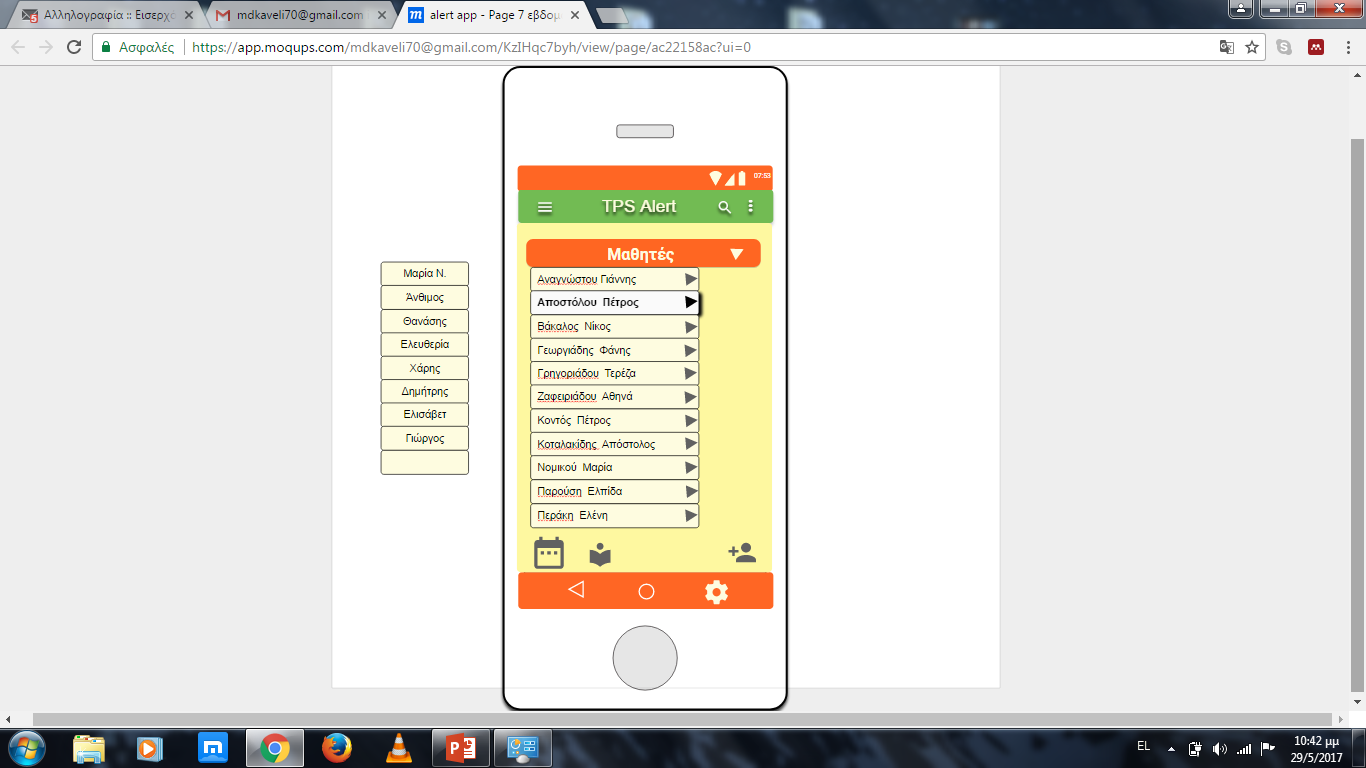 Αλληλογραφία :: Εισερχό
mdkaveli70@gmail.com
alert app - Page 7 εβδομ
Ασφαλές
https://app.moqups.com/mdkaveli70@gmail.com/KzIHqc7byh/view/page/ac22158ac?ui=0
07:53
TPS Alert
Μαθητές
Αναγνώστου Γιάννης
Αποστόλου Πέτρος
Βάκαλος Νίκος
Γεωργιάδης Φάνης
Γρηγοριάδου Τερέζα
Ζαφειριάδου Αθηνά
Κοντός Πέτρος
Κοταλακίδης Απόστολος
Νομικού Μαρία
Παρούση Ελπίδα
Περάκη Ελένη
Μαρία Ν.
Άνθιμος
Θανάσης
Ελευθερία
Χάρης
Δημήτρης
Ελισάβετ
Γιώργος
EL
10:42 μμ
29/5/2017